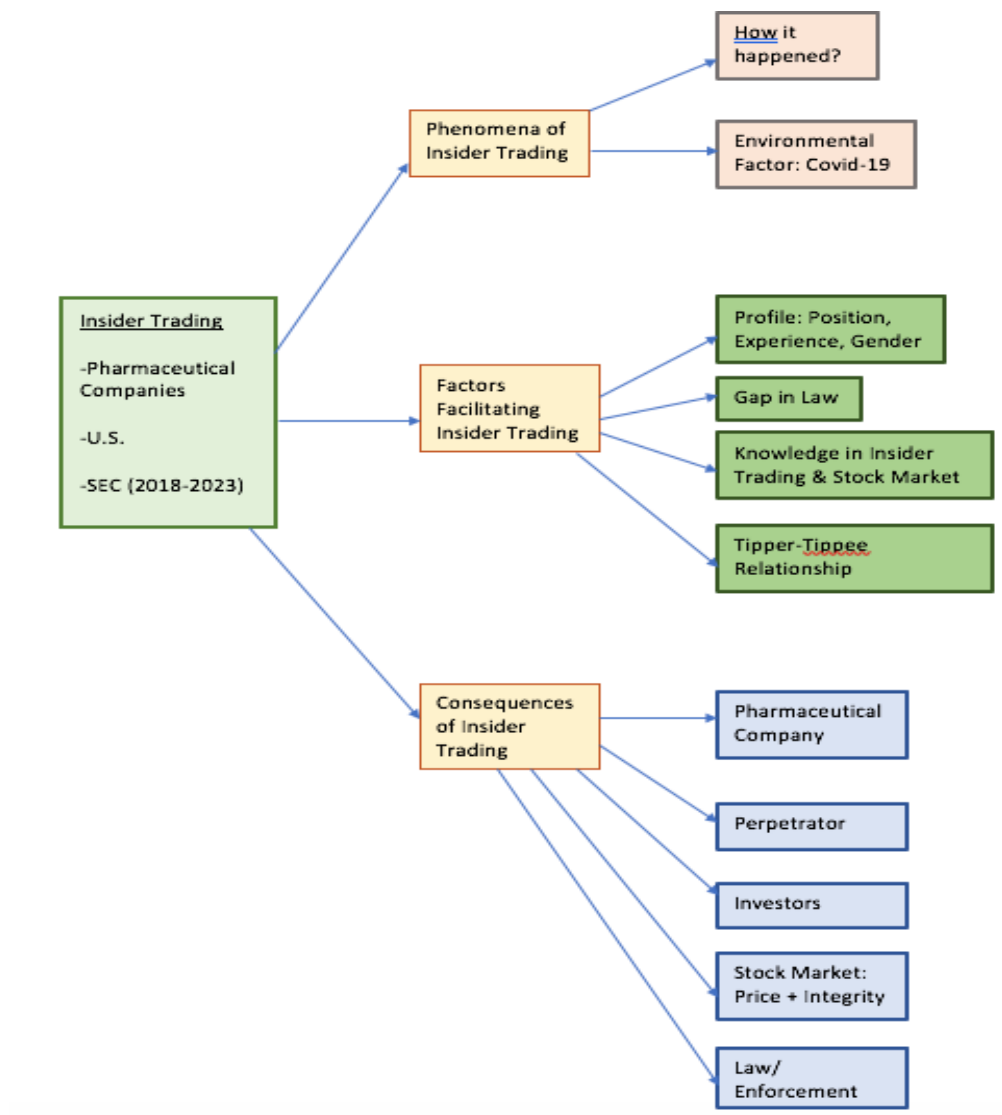 How it
happened?
Phenomena of
Insider Trading
Environmental
Factor: Covid-19
Insider Trading
-Pharmaceutical
Companies
-U.S.
-SEC (2018-2023)
Factors
Facilitating
Insider Trading
Profile: Position,
Experience, Gender
Gap in Law
Knowledge in Insider
Trading & Stock Market
Tipper-Tippee
Relationship
Consequences
of Insider
Trading
Pharmaceutical
Company
Perpetrator
Investors
Stock Market:
Price + Integrity
Law/
Enforcement